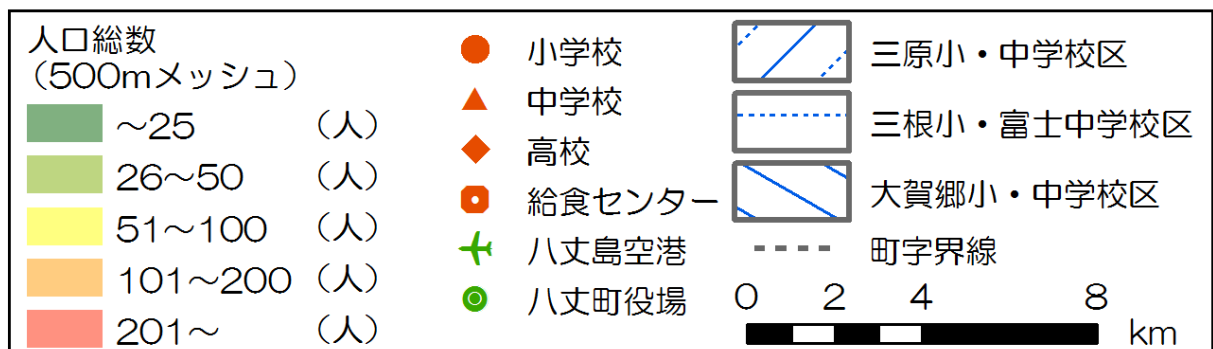 人口総数
（500mメッシュ）
～25 （人）
26～50 （人）
51～100 （人）
101～200 （人）
201～ （人）
小学校
中学校
高校
給食センター
八丈島空港
八丈町役場
三原小・中学校区
三根小・富士中学校区
大賀郷小・中学校区
町字界線
0 2 4 8
km